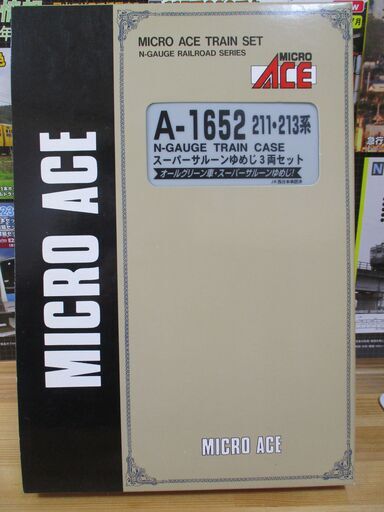 MICRO ACE TRAIN SET
N-GAUGE RAILROAD SERIES
MICRO
ACE
A-1652 211・213系
N-GAUGE TRAIN CASE
スーパーサルーンゆめじ3両セット
オールグリーン車・スーパーサルーンゆめじ!
MICRO ACE
MICRO ACE